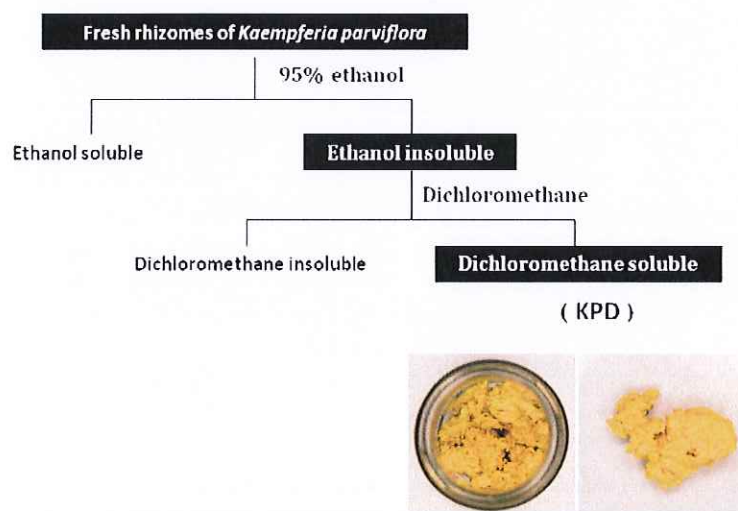 Fresh rhizomes of Kaempferia parviflora
95% ethanol
Ethanol soluble
Ethanol insoluble
Dichloromethane
Dichloromethane insoluble
Dichloromethane soluble
( KPD )